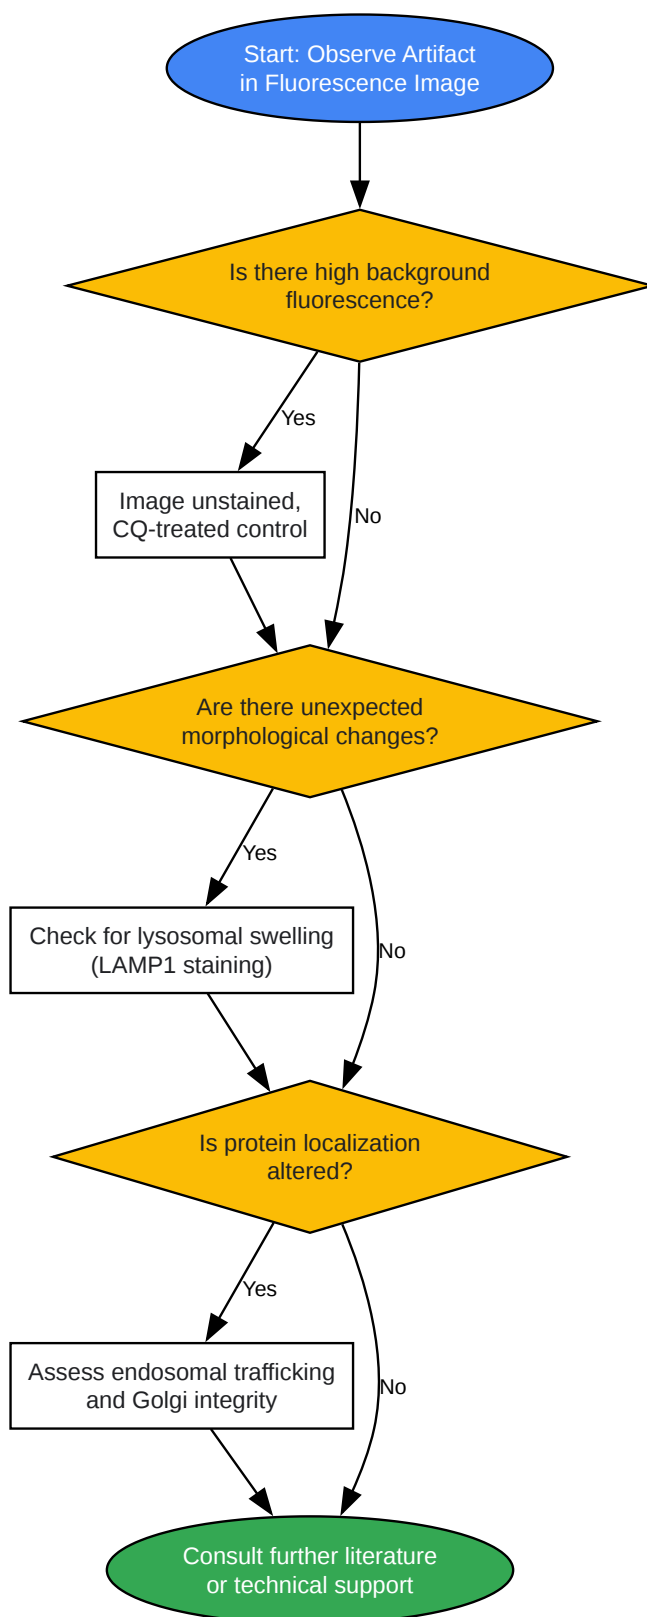 Start: Observe Artifact
in Fluorescence Image
Is there high background
fluorescence?
Yes
Image unstained,
CQ-treated control
No
Are there unexpected
morphological changes?
Yes
Check for lysosomal swelling
(LAMP1 staining)
No
Is protein localization
altered?
Yes
Assess endosomal trafficking
and Golgi integrity
No
Consult further literature
or technical support